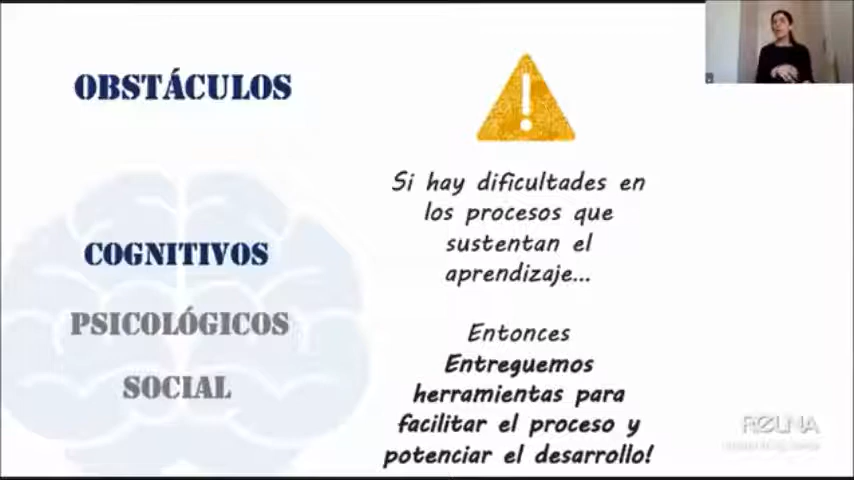 OBSTÁCULOS
COGNITIVOS
PSICOLÓGICOS
SOCIAL
Si hay dificultades en
los procesos que
sustentan el
aprendizaje...
Entonces
Entreguemos
herramientas para
facilitar el proceso y
potenciar el desarrollo!